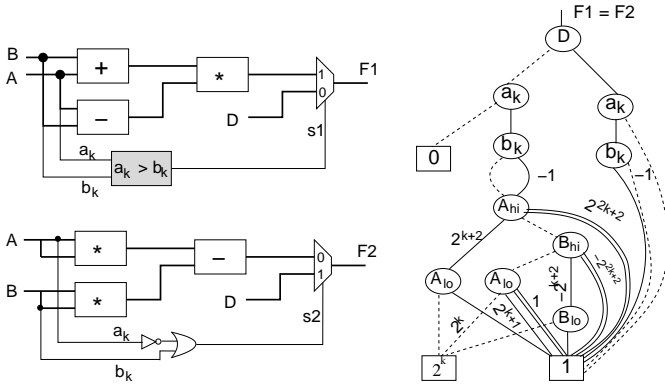 B
A
+
*
−
1
0
F1
D
s1
a_k
a_k > b_k
b_k
A
*
−
0
1
F2
B
*
D
s2
a_k
b_k
F1 = F2
D
a_k
a_k
0
b_k
b_k
−1
−1
A_hi
2^{k+2}
2^{2k+2}
B_hi
−2^{2k+2}
2^{k+2}
A_lo
A_lo
1
B_lo
2^k
2^{k+1}
2^k
1